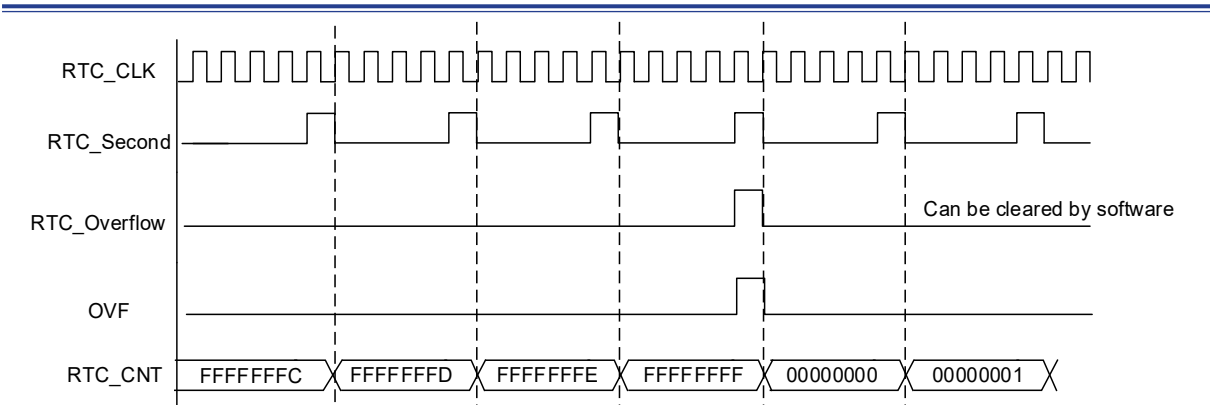 RTC_CLK
RTC_Second
RTC_Overflow
Can be cleared by software
OVF
RTC_CNT FFFFFFFC FFFFFFFD FFFFFFFE FFFFFFFF 00000000 00000001